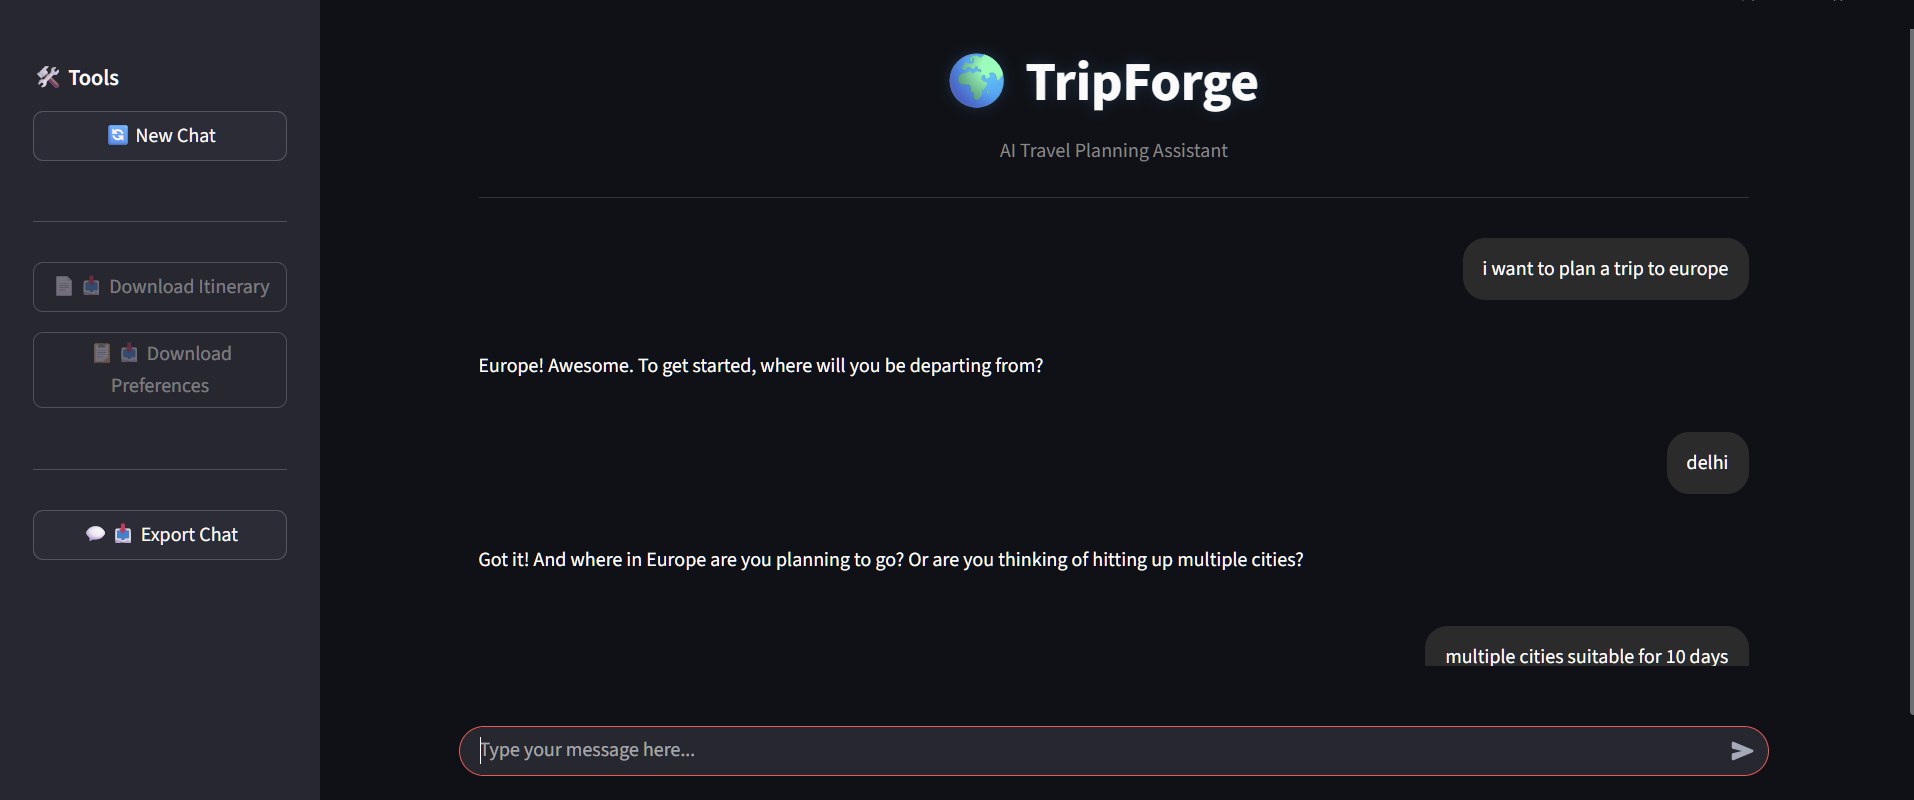 Tools
New Chat
Download Itinerary
Download
Preferences
Export Chat
TripForge
AI Travel Planning Assistant
i want to plan a trip to europe
Europe! Awesome. To get started, where will you be departing from?
delhi
Got it! And where in Europe are you planning to go? Or are you thinking of hitting up multiple cities?
multiple cities suitable for 10 days
Type your message here...